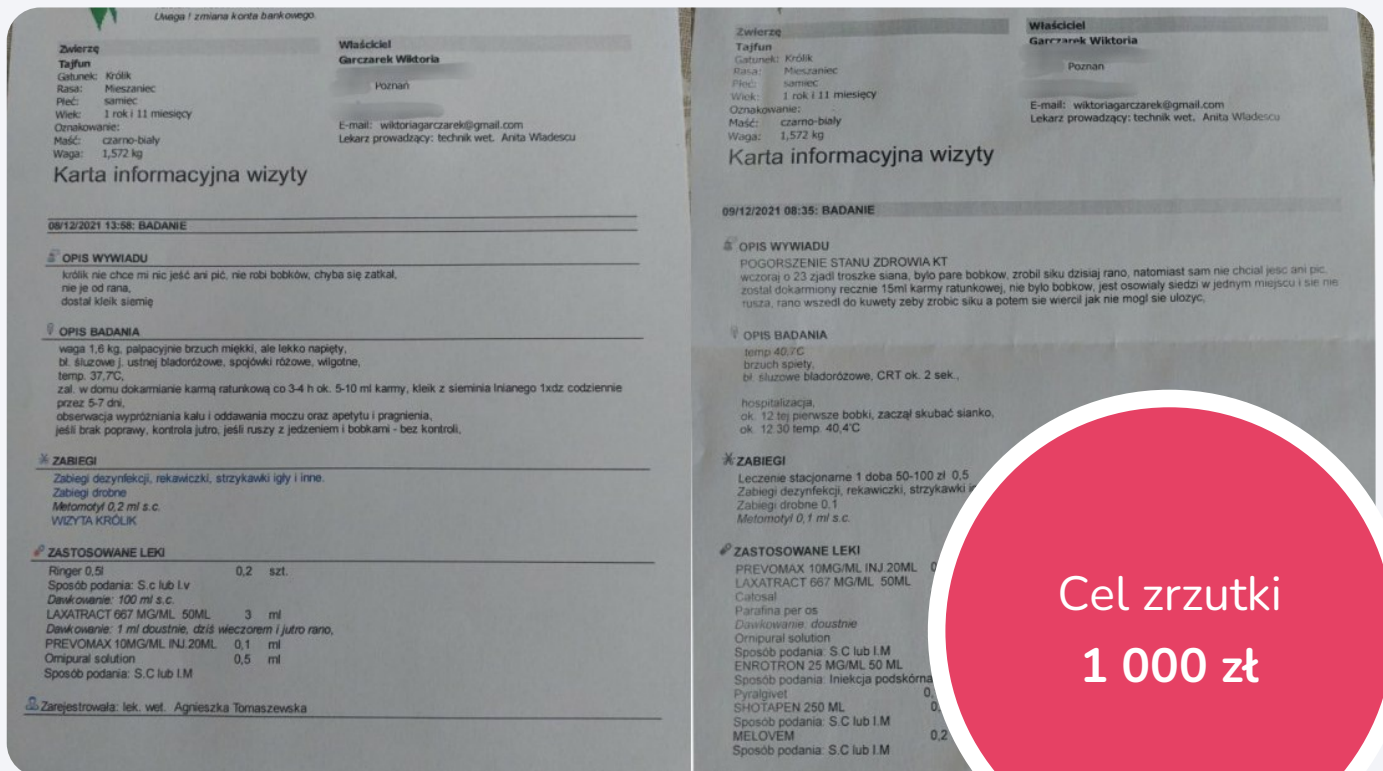 Uwaga ! zmiana konta bankowego.
Zwierzę
Tajfun
Gatunek: Królik
Rasa: Mieszaniec
Płeć: samiec
Wiek: 1 rok i 11 miesięcy
Oznakowanie:
Maść: czarno-biały
Waga: 1,572 kg
Właściciel
Garczarek Wiktoria
Poznań
E-mail: wiktoriagarczarek@gmail.com
Lekarz prowadzący: technik wet. Anita Wladescu
Karta informacyjna wizyty
08/12/2021 13:58: BADANIE
OPIS WYWIADU
królik nie chce mi nic jeść ani pić, nie robi bobków, chyba się zatkał,
nie je od rana,
dostał kleik siemię
OPIS BADANIA
waga 1,6 kg, palpacyjnie brzuch miękki, ale lekko napięty,
bł. śluzowe j. ustnej bladoróżowe, spojówki różowe, wilgotne,
temp. 37,7'C,
zal. w domu dokarmianie karmą ratunkową co 3-4 h ok. 5-10 ml karmy, kleik z sieminia lnianego 1xdz codziennie
przez 5-7 dni,
obserwacja wypróżniania kału i oddawania moczu oraz apetytu i pragnienia,
jeśli brak poprawy, kontrola jutro, jeśli ruszy z jedzeniem i bobkami - bez kontroli,
ZABIEGI
Zabiegi dezynfekcji, rekawiczki, strzykawki igły i inne.
Zabiegi drobne
Metomotyl 0,2 ml s.c.
WIZYTA KRÓLIK
ZASTOSOWANE LEKI
Ringer 0,5l 0,2 szt.
Sposób podania: S.c lub I.v
Dawkowanie: 100 ml s.c.
LAXATRACT 667 MG/ML 50ML 3 ml
Dawkowanie: 1 ml doustnie, dziś wieczorem i jutro rano,
PREVOMAX 10MG/ML INJ.20ML 0,1 ml
Ornipural solution 0,5 ml
Sposób podania: S.C lub I.M
Zarejestrowała: lek. wet. Agnieszka Tomaszewska
Zwierzę
Tajfun
Gatunek: Królik
Rasa: Mieszaniec
Płeć: samiec
Wiek: 1 rok i 11 miesięcy
Oznakowanie:
Maść: czarno-biały
Waga: 1,572 kg
Właściciel
Garczarek Wiktoria
Poznan
E-mail: wiktoriagarczarek@gmail.com
Lekarz prowadzący: technik wet. Anita Wladescu
Karta informacyjna wizyty
09/12/2021 08:35: BADANIE
OPIS WYWIADU
POGORSZENIE STANU ZDROWIA KT
wczoraj o 23 zjadl troszke siana, bylo pare bobkow, zrobil siku dzisiaj rano, natomiast sam nie chcial jesc ani pic,
zostal dokarmiony recznie 15ml karmy ratunkowej, nie bylo bobkow, jest osowialy siedzi w jednym miejscu i sie nie
rusza, rano wszedl do kuwety zeby zrobic siku a potem sie wiercil jak nie mogl sie ulozyc,
OPIS BADANIA
temp 40,7'C
brzuch spiety,
bł. śluzowe bladoróżowe, CRT ok. 2 sek.,
hospitalizacja,
ok. 12 tej pierwsze bobki, zaczął skubać sianko,
ok. 12 30 temp. 40,4'C
ZABIEGI
Leczenie stacjonarne 1 doba 50-100 zł 0,5
Zabiegi dezynfekcji, rekawiczki, strzykawki
Zabiegi drobne 0.1
Metomotyl 0,1 ml s.c.
ZASTOSOWANE LEKI
PREVOMAX 10MG/ML INJ.20ML
LAXATRACT 667 MG/ML 50ML
Catosal
Parafina per os
Dawkowanie: doustnie
Ornipural solution
Sposób podania: S.C lub I.M
ENROTRON 25 MG/ML 50 ML
Sposób podania: Iniekcja podskórna
Pyralgivet 0,
SHOTAPEN 250 ML 0,
Sposób podania: S.C lub I.M
MELOVEM 0,2
Sposób podania: S.C lub I.M
Cel zrzutki
1 000 zł